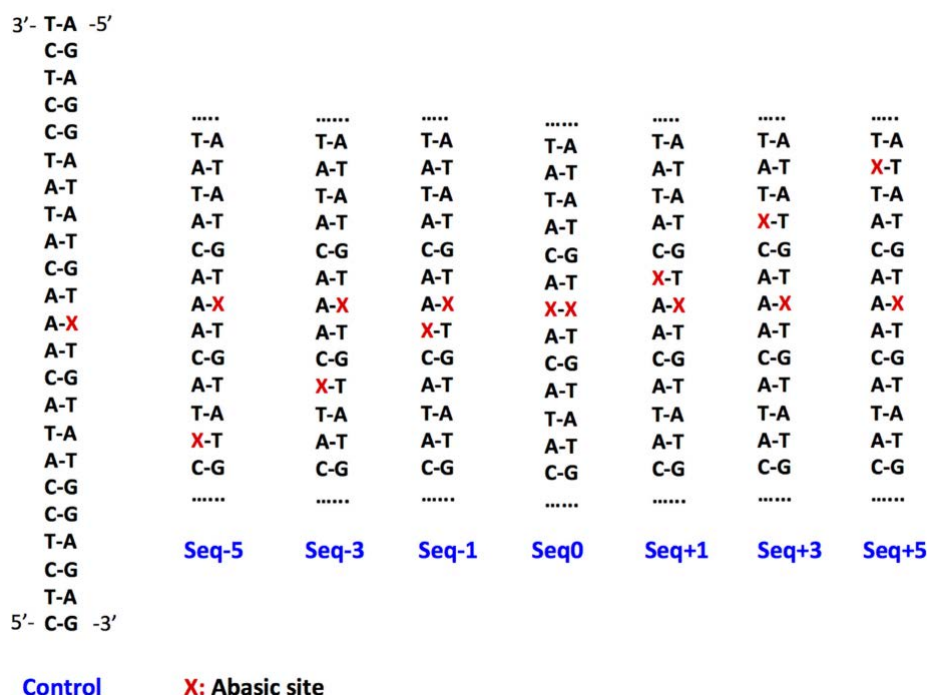 3’- T-A -5’
C-G
T-A
C-G
C-G
T-A
A-T
T-A
A-T
C-G
A-T
A-X
A-T
C-G
A-T
T-A
A-T
C-G
C-G
T-A
C-G
T-A
5’- C-G -3’
Control
.....
T-A
A-T
T-A
A-T
C-G
A-T
A-X
A-T
C-G
A-T
T-A
X-T
C-G
......
Seq-5
......
T-A
A-T
T-A
A-T
C-G
A-T
A-X
A-T
C-G
X-T
T-A
A-T
C-G
......
Seq-3
.....
T-A
A-T
T-A
A-T
C-G
A-T
A-X
X-T
C-G
A-T
T-A
A-T
C-G
......
Seq-1
......
T-A
A-T
T-A
A-T
C-G
A-T
X-X
A-T
C-G
A-T
T-A
A-T
C-G
......
Seq0
.....
T-A
A-T
T-A
A-T
C-G
X-T
A-X
A-T
C-G
A-T
T-A
A-T
C-G
......
Seq+1
.....
T-A
A-T
T-A
X-T
C-G
A-T
A-X
A-T
C-G
A-T
T-A
A-T
C-G
......
Seq+3
.....
T-A
X-T
T-A
A-T
C-G
A-T
A-X
A-T
C-G
A-T
T-A
A-T
C-G
......
Seq+5
X: Abasic site